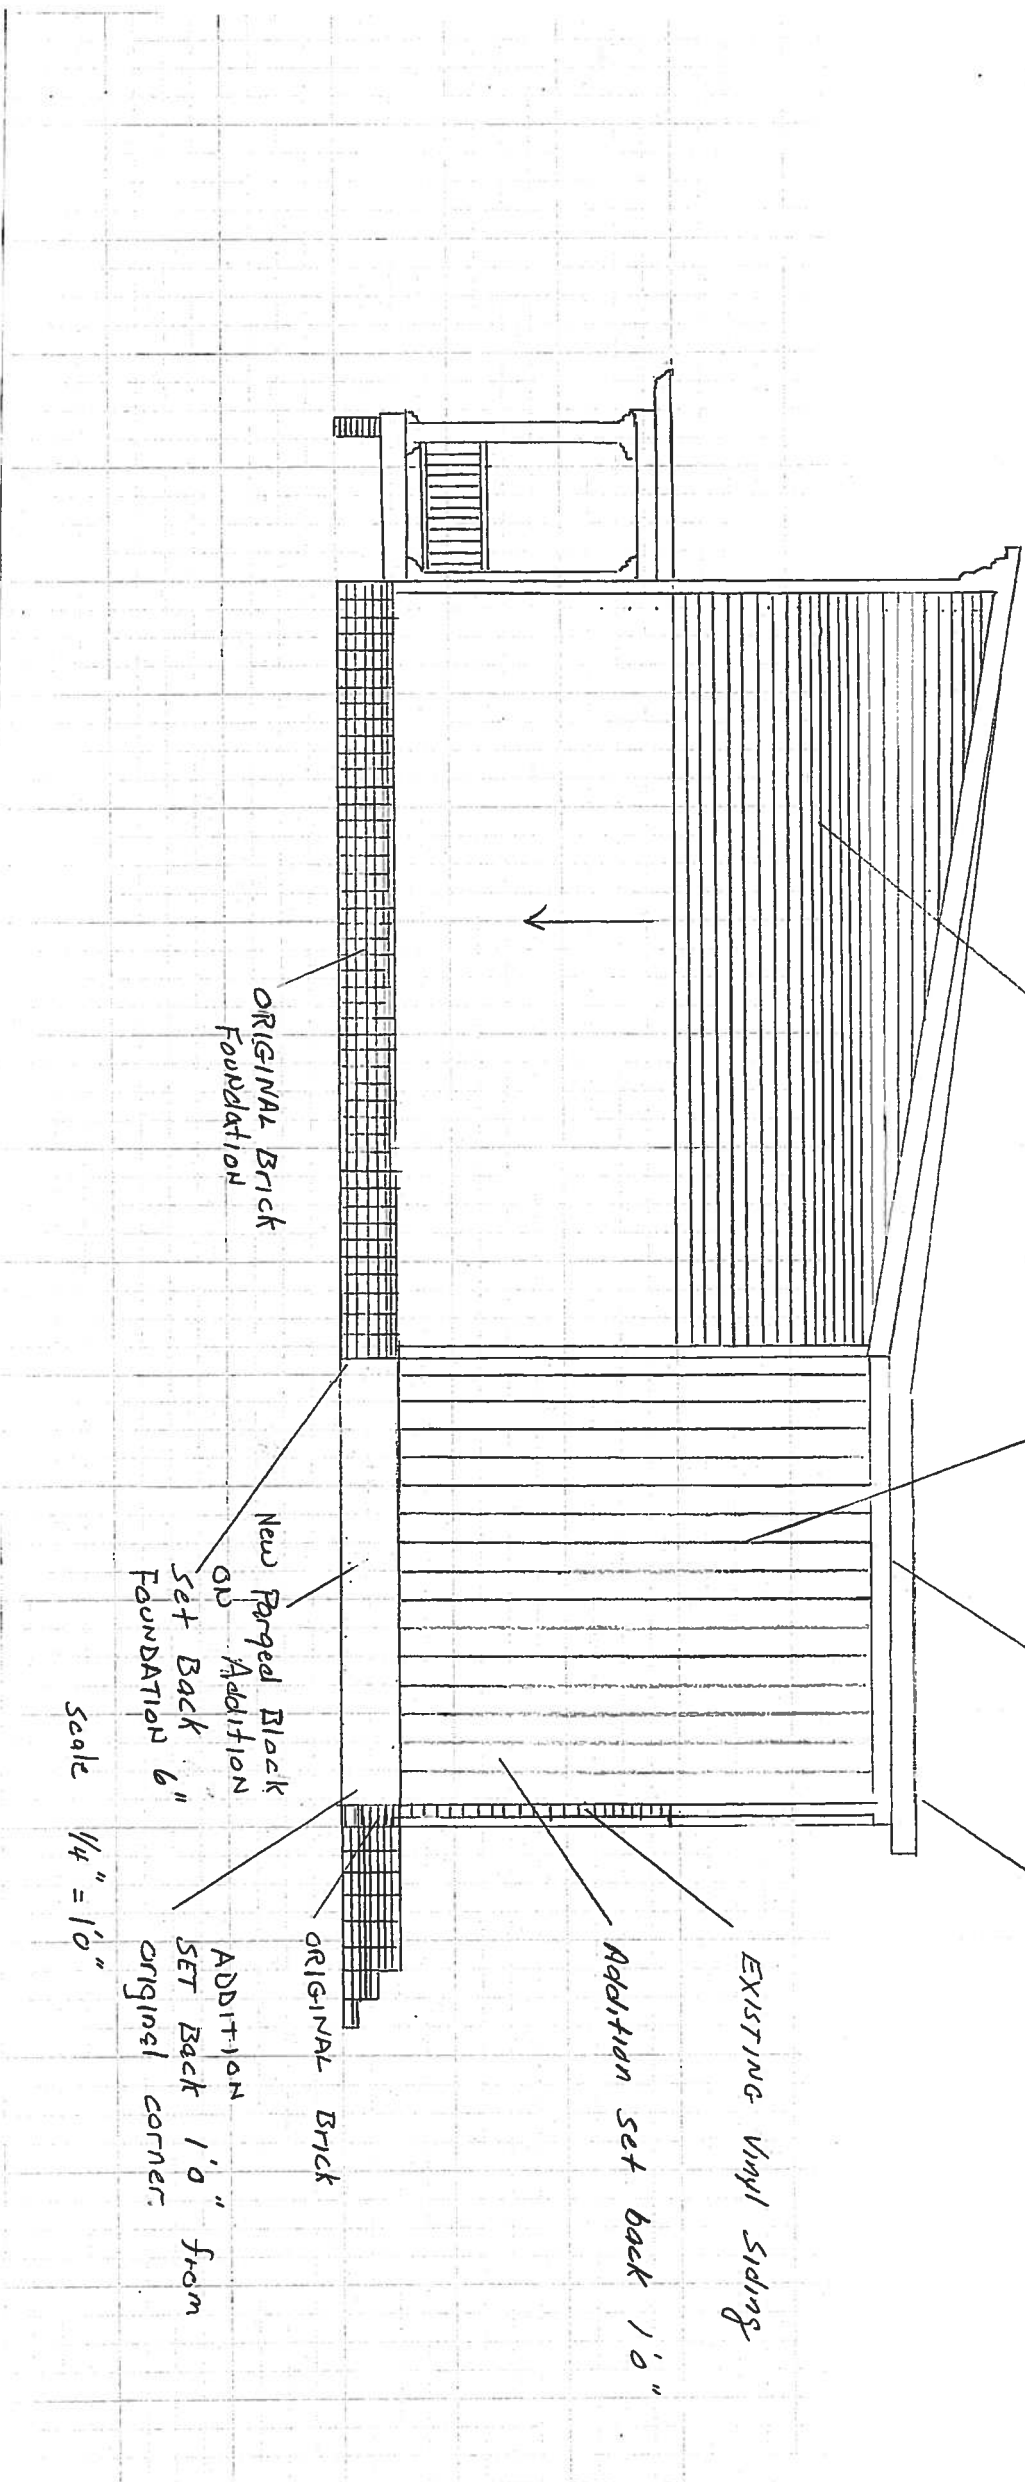 EXISTING Vinyl Siding
Addition set back 1'0"
ORIGINAL Brick
FOUNdatION
New Parged Block
ON Addition
Set Back
FOUNDATION 6"
ORIGINAL Brick
ADDITION
SET Back 1'0" from
original corner.
Scale 1/4" = 1'0"